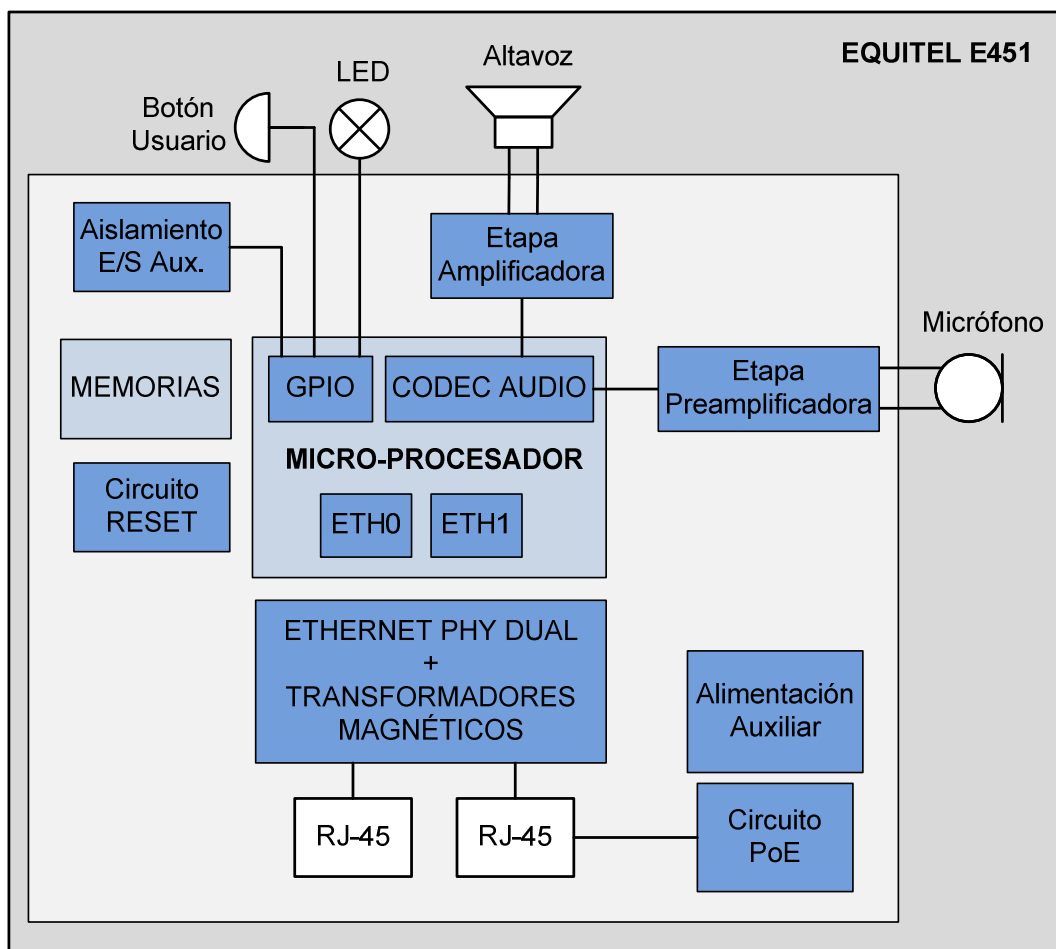 EQUITEL E451
Altavoz
LED
Botón
Usuario
Aislamiento
E/S Aux.
Etapa
Amplificadora
Micrófono
MEMORIAS
GPIO
CODEC AUDIO
Etapa
Preamplificadora
MICRO-PROCESADOR
Circuito
RESET
ETH0
ETH1
ETHERNET PHY DUAL
+
TRANSFORMADORES
MAGNÉTICOS
Alimentación
Auxiliar
RJ-45
RJ-45
Circuito
PoE